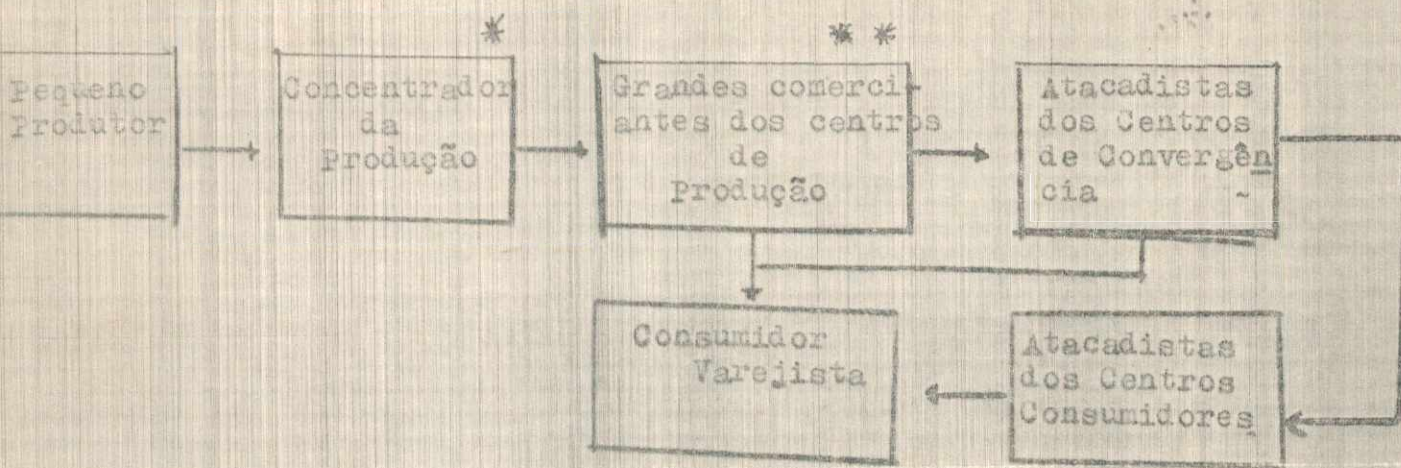 *
* *
Pequeno
Produtor
Concentrador
da
Produção
Grandes comerci-
antes dos centros
de
Produção
Atacadistas
dos Centros
de Convergên
cia
Consumidor
Varejista
Atacadistas
dos Centros
Consumidores